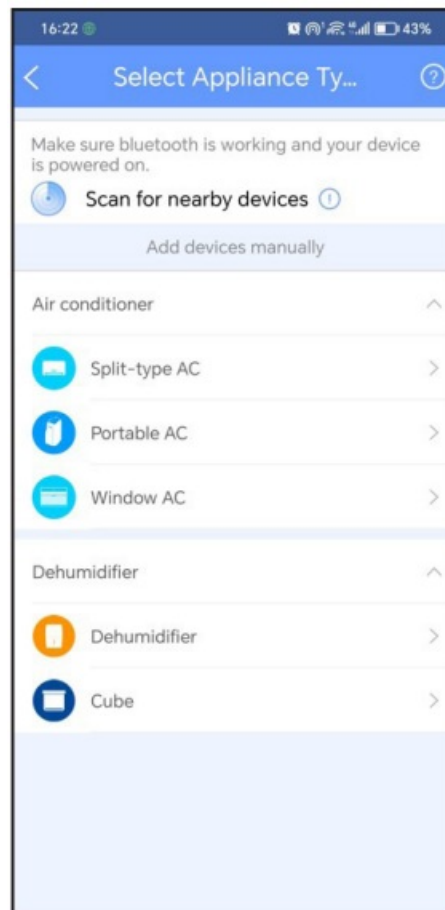 16:22 43%
Select Appliance Ty...
Make sure bluetooth is working and your device
is powered on.
Scan for nearby devices
Add devices manually
Air conditioner
Split-type AC
Portable AC
Window AC
Dehumidifier
Dehumidifier
Cube